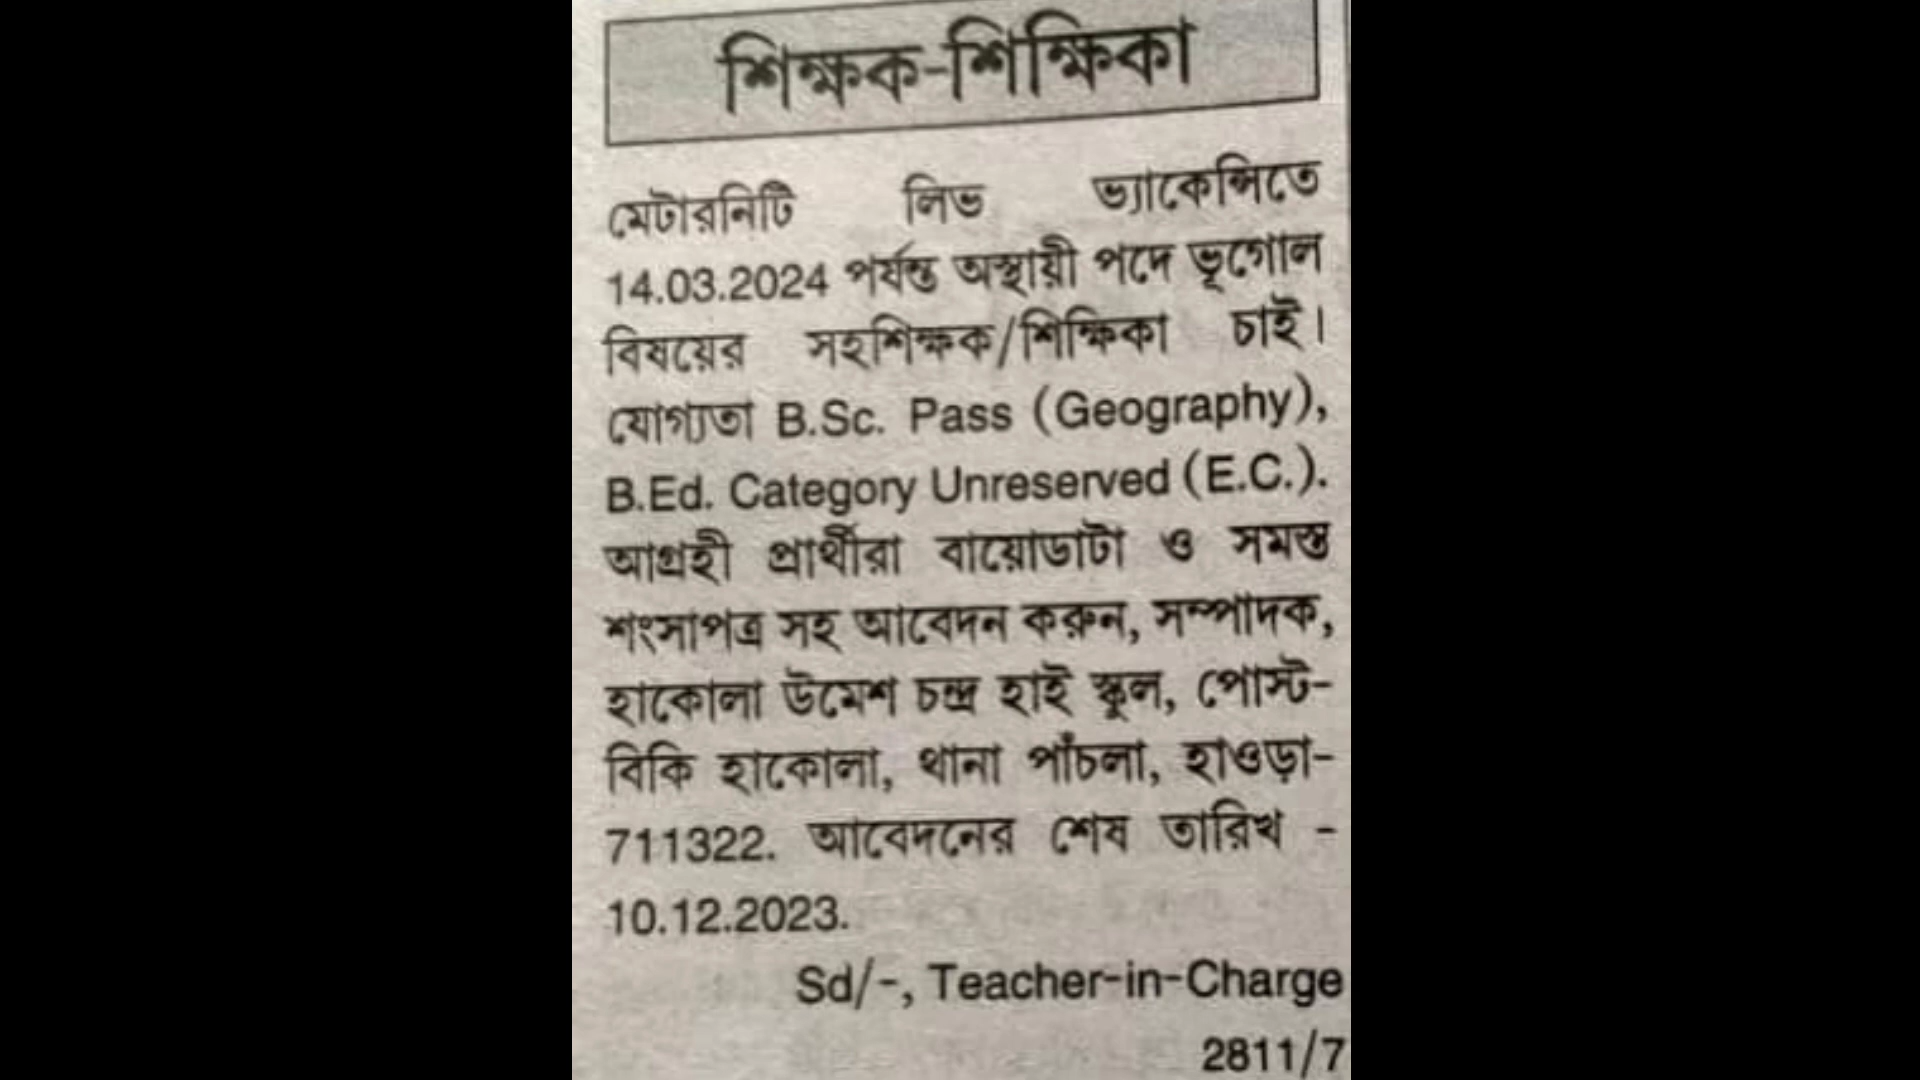 শিক্ষক-শিক্ষিকা
মেটারনিটি লিভ ভ্যাকেন্সিতে
14.03.2024 পর্যন্ত অস্থায়ী পদে ভূগোল
বিষয়ের সহশিক্ষক/শিক্ষিকা চাই।
যোগ্যতা B.Sc. Pass (Geography),
B.Ed. Category Unreserved (E.C.).
আগ্রহী প্রার্থীরা বায়োডাটা ও সমস্ত
শংসাপত্র সহ আবেদন করুন, সম্পাদক,
হাকোলা উমেশ চন্দ্র হাই স্কুল, পোস্ট-
বিকি হাকোলা, থানা পাঁচলা, হাওড়া-
711322. আবেদনের শেষ তারিখ -
10.12.2023.
Sd/-, Teacher-in-Charge
2811/7